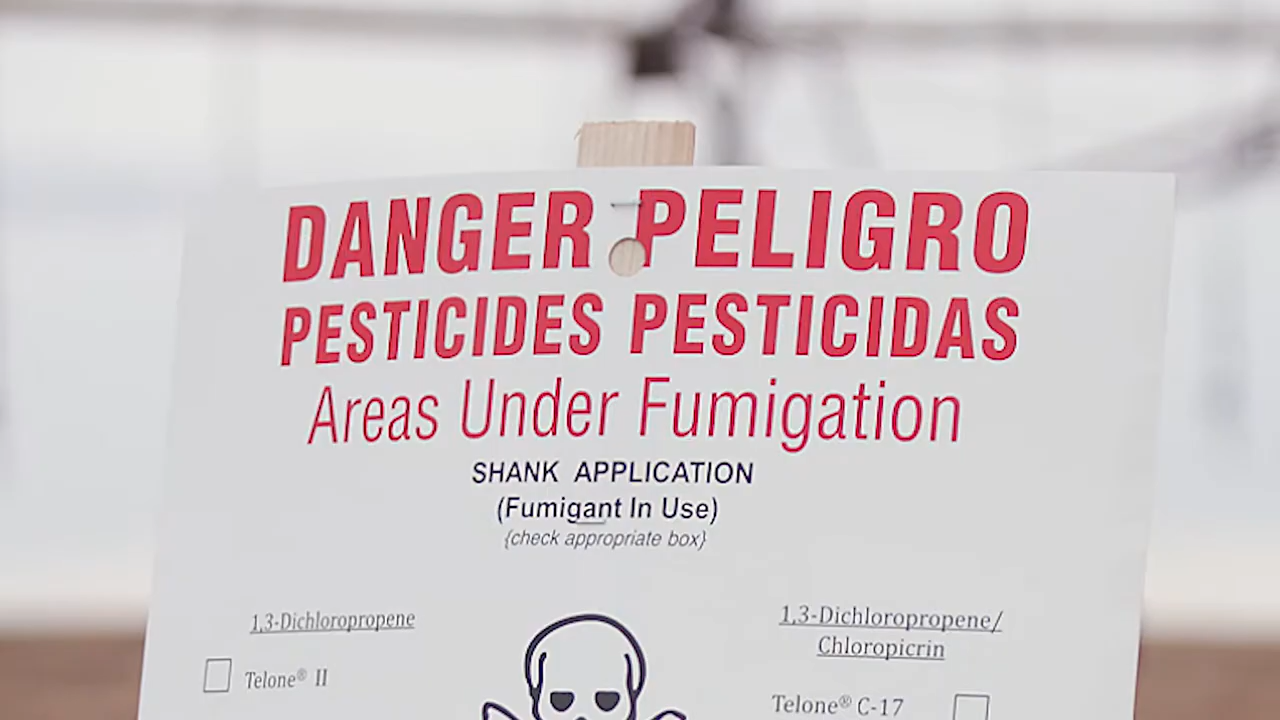 DANGER PELIGRO
PESTICIDES PESTICIDAS
Areas Under Fumigation
SHANK APPLICATION
(Fumigant In Use)
{check appropriate box}
1,3-Dichloropropene
Telone® II
1,3-Dichloropropene/
Chloropicrin
Telone® C-17